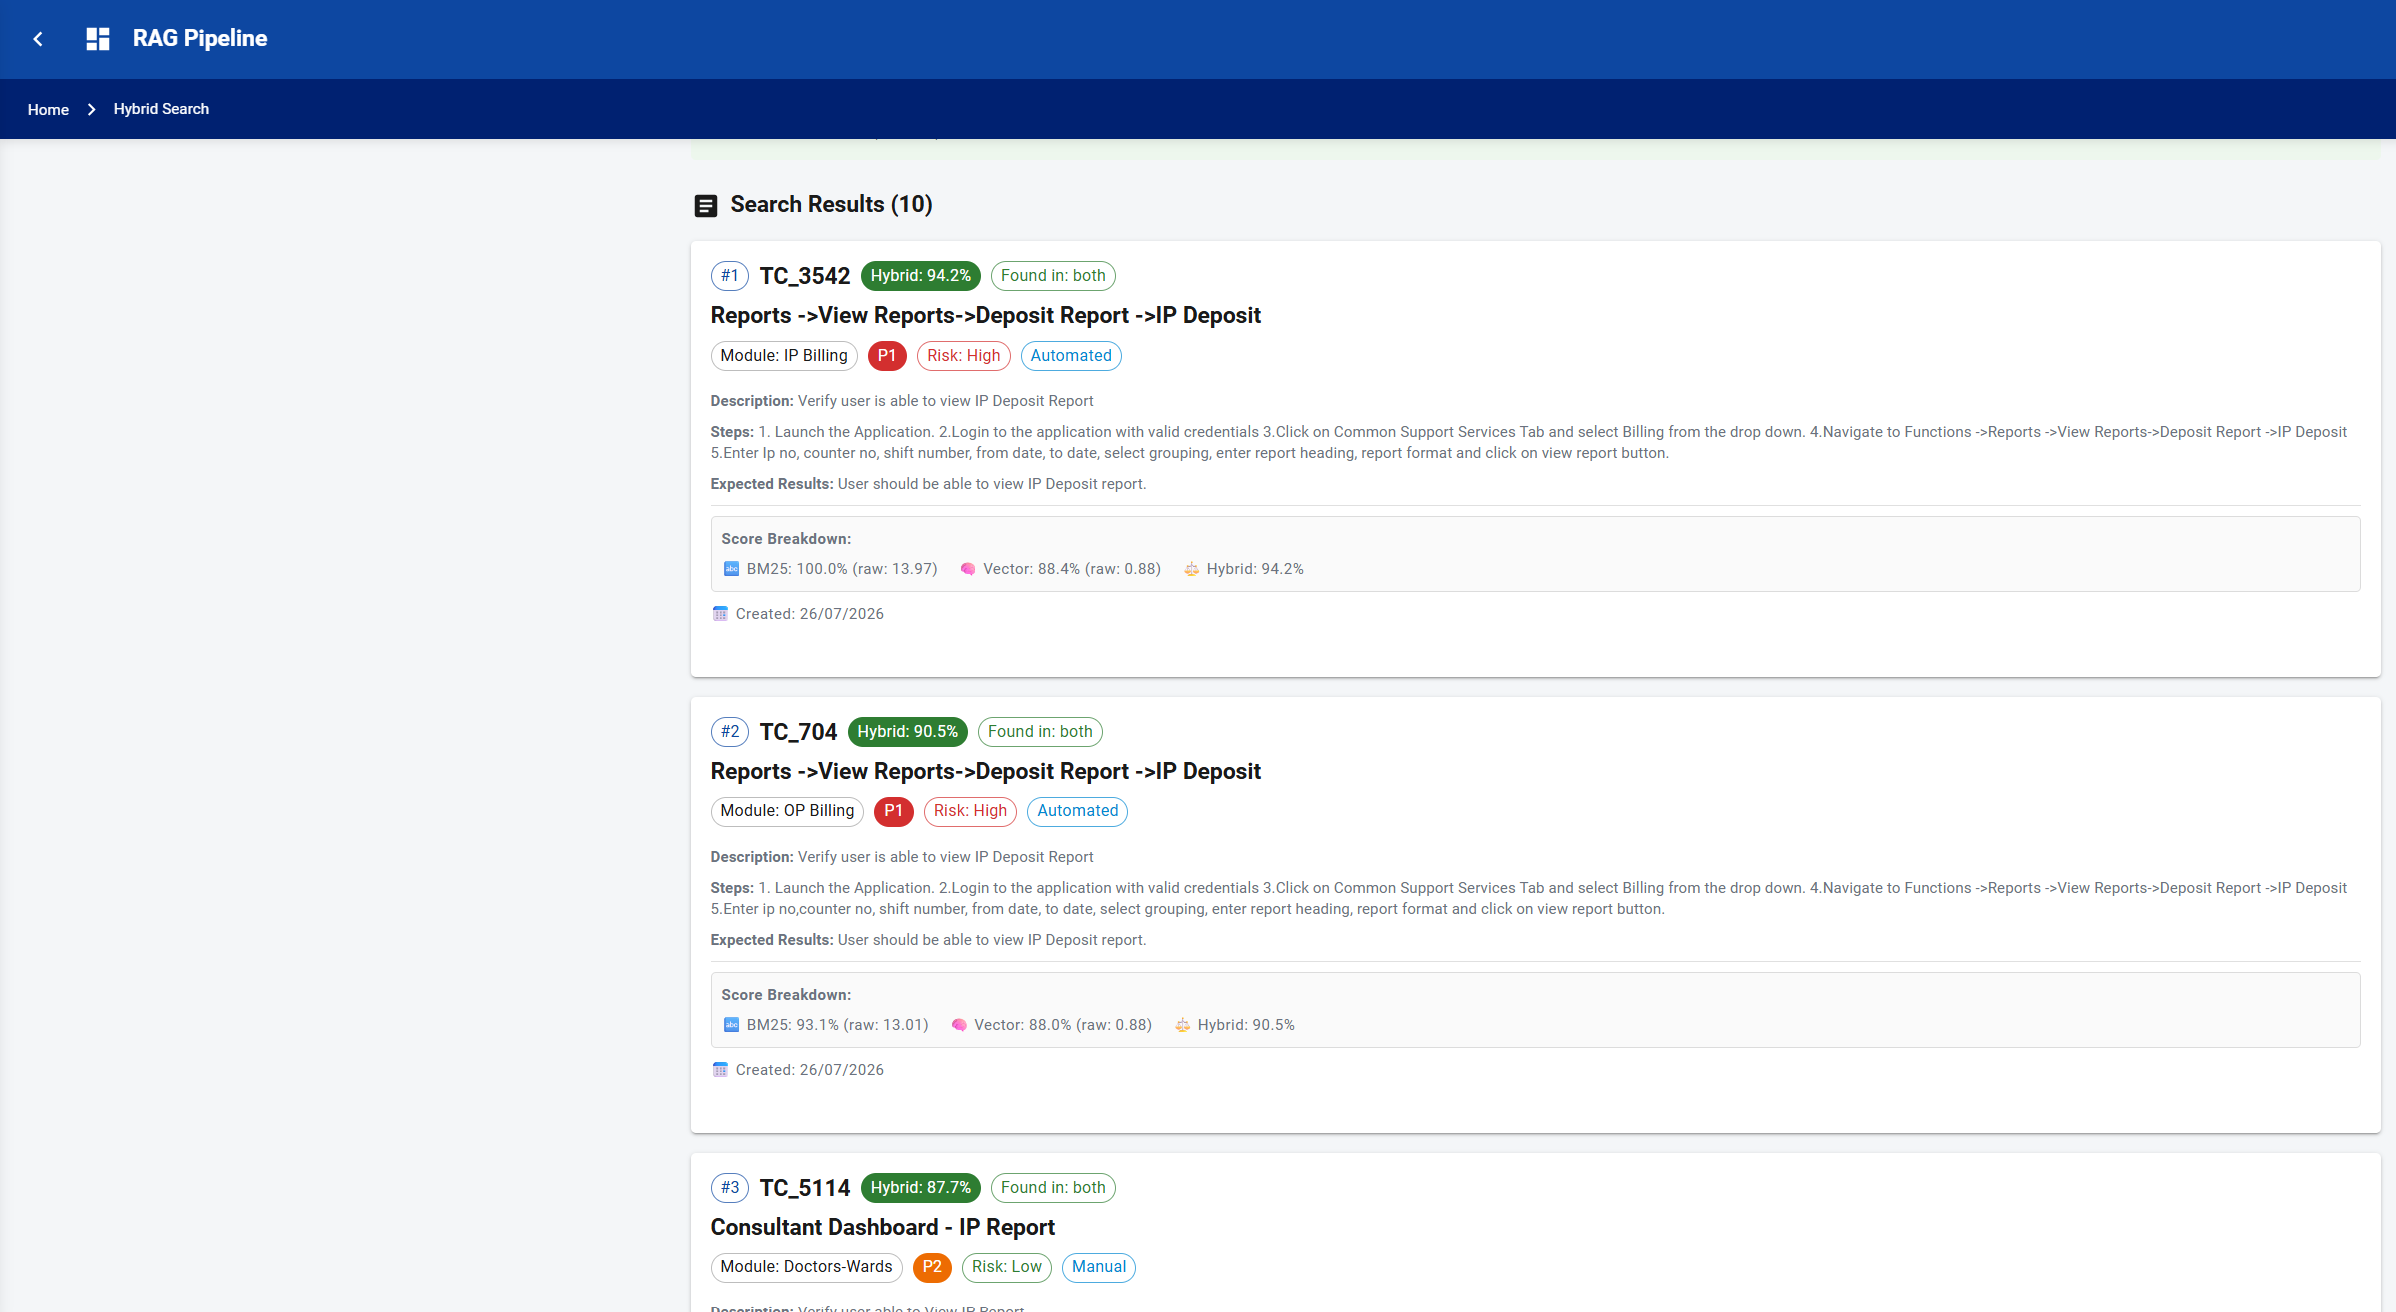 RAG Pipeline
Home
Hybrid Search
Search Results (10)
#1 TC_3542 Hybrid: 94.2% Found in: both
Reports ->View Reports->Deposit Report ->IP Deposit
Module: IP Billing P1 Risk: High Automated
Description: Verify user is able to view IP Deposit Report
Steps: 1. Launch the Application. 2.Login to the application with valid credentials 3.Click on Common Support Services Tab and select Billing from the drop down. 4.Navigate to Functions ->Reports ->View Reports->Deposit Report ->IP Deposit
5.Enter Ip no, counter no, shift number, from date, to date, select grouping, enter report heading, report format and click on view report button.
Expected Results: User should be able to view IP Deposit report.
Score Breakdown:
abc BM25: 100.0% (raw: 13.97) Vector: 88.4% (raw: 0.88) Hybrid: 94.2%
Created: 26/07/2026
#2 TC_704 Hybrid: 90.5% Found in: both
Reports ->View Reports->Deposit Report ->IP Deposit
Module: OP Billing P1 Risk: High Automated
Description: Verify user is able to view IP Deposit Report
Steps: 1. Launch the Application. 2.Login to the application with valid credentials 3.Click on Common Support Services Tab and select Billing from the drop down. 4.Navigate to Functions ->Reports ->View Reports->Deposit Report ->IP Deposit
5.Enter ip no,counter no, shift number, from date, to date, select grouping, enter report heading, report format and click on view report button.
Expected Results: User should be able to view IP Deposit report.
Score Breakdown:
abc BM25: 93.1% (raw: 13.01) Vector: 88.0% (raw: 0.88) Hybrid: 90.5%
Created: 26/07/2026
#3 TC_5114 Hybrid: 87.7% Found in: both
Consultant Dashboard - IP Report
Module: Doctors-Wards P2 Risk: Low Manual
Description: Verify user able to View IP Report